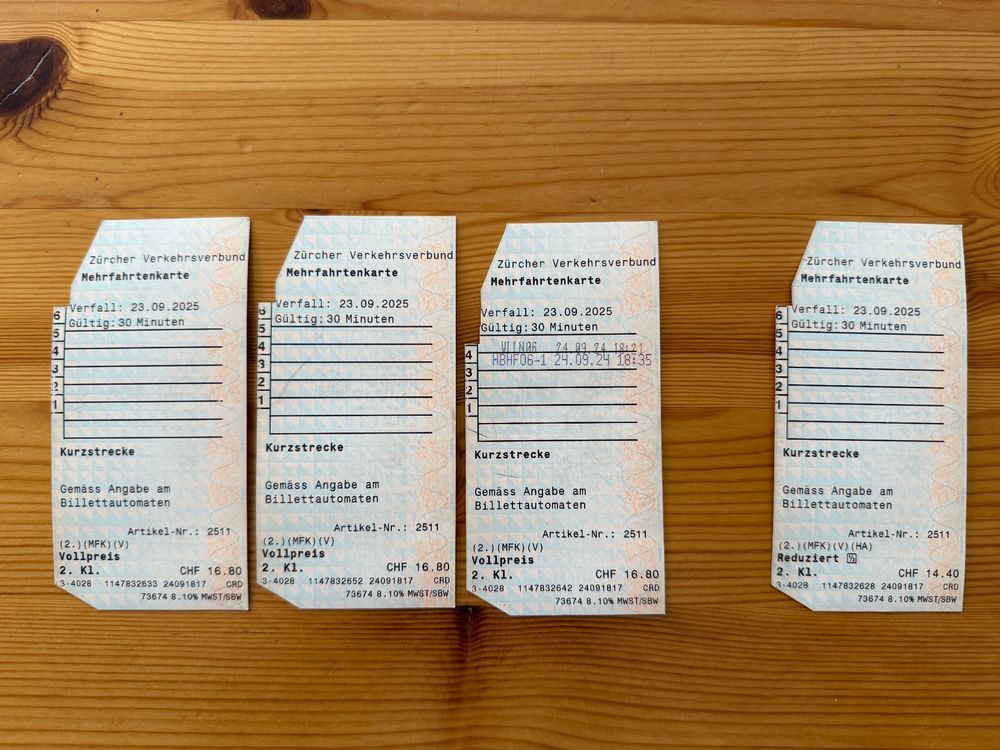 Zürcher Verkehrsverbund
Mehrfahrtenkarte
Verfall: 23.09.2025
Gültig: 30 Minuten
6
5
4
3
2
1
Kurzstrecke
Gemäss Angabe am
Billettautomaten
Artikel-Nr.: 2511
(2.)(MFK)(V)
Vollpreis
2. Kl. CHF 16.80
3-4028 1147832633 24091817 CRD
73674 8.10% MWST/SBW
Zürcher Verkehrsverbund
Mehrfahrtenkarte
Verfall: 23.09.2025
Gültig: 30 Minuten
6
5
4
3
2
1
Kurzstrecke
Gemäss Angabe am
Billettautomaten
Artikel-Nr.: 2511
(2.)(MFK)(V)
Vollpreis
2. Kl. CHF 16.80
3-4028 1147832652 24091817 CRD
73674 8.10% MWST/SBW
Zürcher Verkehrsverbund
Mehrfahrtenkarte
Verfall: 23.09.2025
Gültig: 30 Minuten
24.09.24 18:21
4 HBHF06-1 24.09.24 18:35
3
2
1
Kurzstrecke
Gemäss Angabe am
Billettautomaten
Artikel-Nr.: 2511
(2.)(MFK)(V)
Vollpreis
2. Kl. CHF 16.80
3-4028 1147832642 24091817 CRD
73674 8.10% MWST/SBW
Zürcher Verkehrsverbund
Mehrfahrtenkarte
Verfall: 23.09.2025
Gültig: 30 Minuten
6
5
4
3
2
1
Kurzstrecke
Gemäss Angabe am
Billettautomaten
Artikel-Nr.: 2511
(2.)(MFK)(V)(HA)
Reduziert ½
2. Kl. CHF 14.40
3-4028 1147832628 24091817 CRD
73674 8.10% MWST/SBW